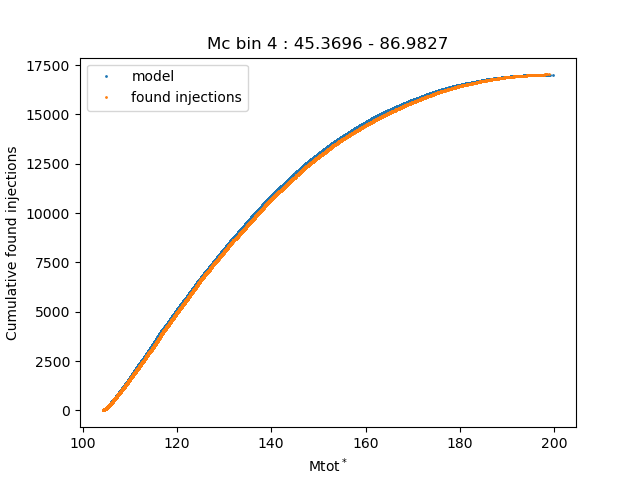 Mc bin 4 : 45.3696 - 86.9827
model
found injections
Cumulative found injections
17500
15000
12500
10000
7500
5000
2500
0
100 120 140 160 180 200
Mtot*